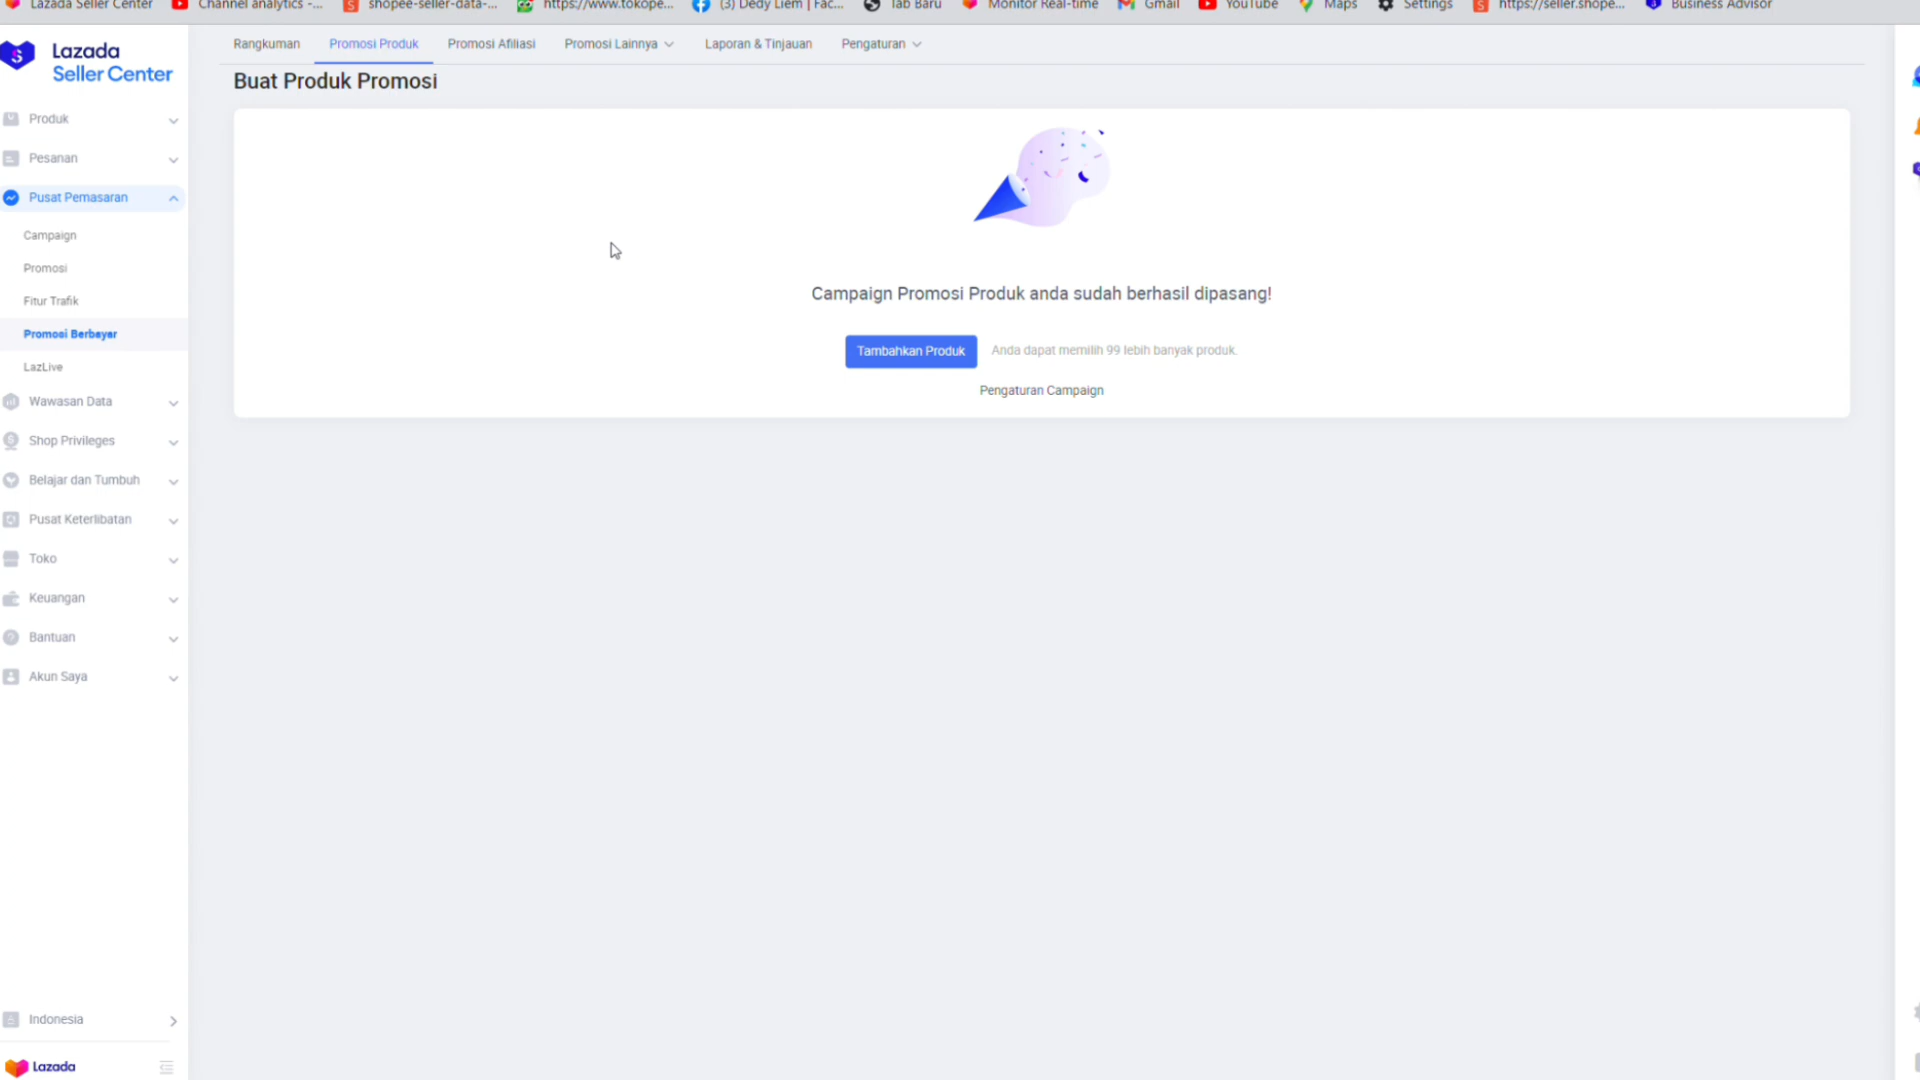 Lazada Seller Center
Channel analytics -...
shopee-seller-data-...
https://www.tokope...
(3) Dedy Liem | Fac...
Tab Baru
Monitor Real-time
Gmail
YouTube
Maps
Settings
https://seller.shope...
Business Advisor
Lazada
Seller Center
Rangkuman
Promosi Produk
Promosi Afiliasi
Promosi Lainnya
Laporan & Tinjauan
Pengaturan
Buat Produk Promosi
Produk
Pesanan
Pusat Pemasaran
Campaign
Promosi
Fitur Trafik
Promosi Berbayar
LazLive
Wawasan Data
Shop Privileges
Belajar dan Tumbuh
Pusat Keterlibatan
Toko
Keuangan
Bantuan
Akun Saya
Campaign Promosi Produk anda sudah berhasil dipasang!
Tambahkan Produk
Anda dapat memilih 99 lebih banyak produk.
Pengaturan Campaign
Indonesia
Lazada